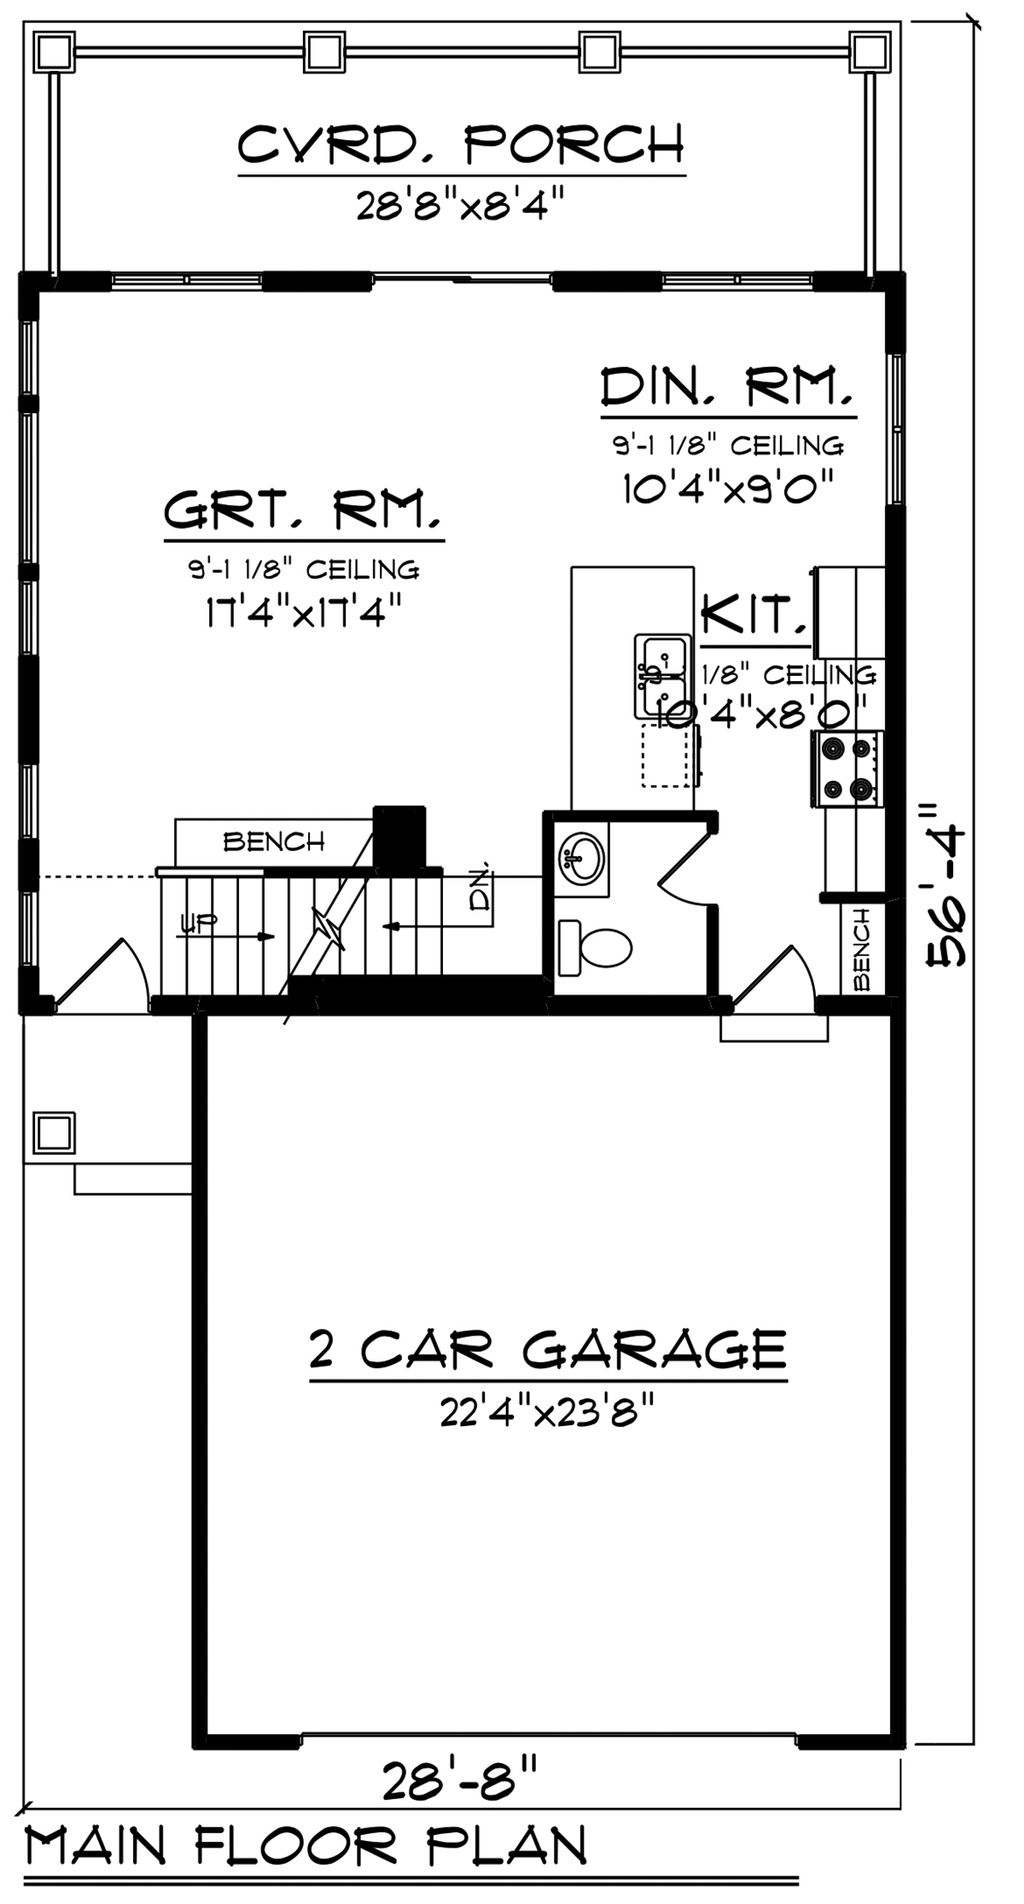 CVRD. PORCH
28'8"x8'4"
DIN. RM.
9'-1 1/8" CEILING
10'4"x9'0"
GRT. RM.
9'-1 1/8" CEILING
17'4"x17'4"
KIT.
1/8" CEILING
10'4"x8'0"
BENCH
UP
DN.
BENCH
56'-4"
2 CAR GARAGE
22'4"x23'8"
28'-8"
MAIN FLOOR PLAN